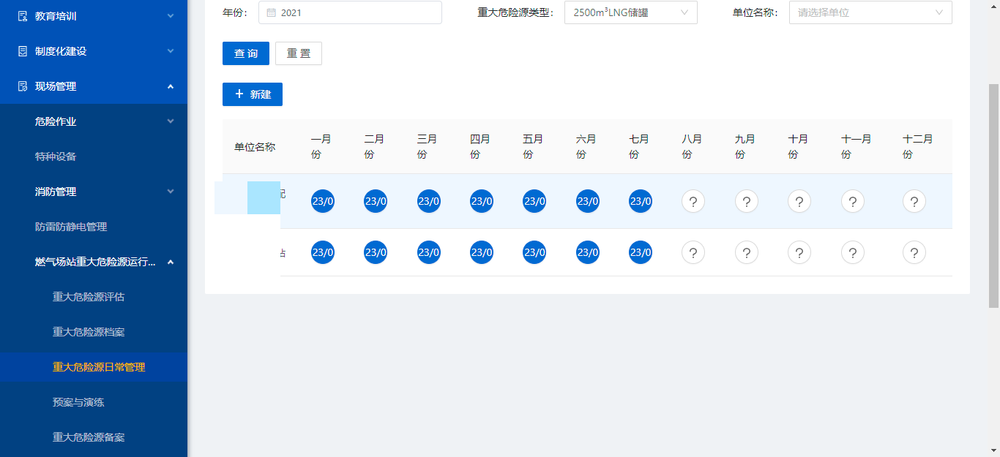 教育培训
制度化建设
现场管理
危险作业
特种设备
消防管理
防雷防静电管理
燃气场站重大危险源运行...
重大危险源评估
重大危险源档案
重大危险源日常管理
预案与演练
重大危险源备案
年份: 2021 重大危险源类型: 2500m³LNG储罐 单位名称: 请选择单位
查 询 重 置
+ 新建
单位名称 一月份 二月份 三月份 四月份 五月份 六月份 七月份 八月份 九月份 十月份 十一月份 十二月份
配 23/0 23/0 23/0 23/0 23/0 23/0 23/0 ? ? ? ? ?
站 23/0 23/0 23/0 23/0 23/0 23/0 23/0 ? ? ? ? ?